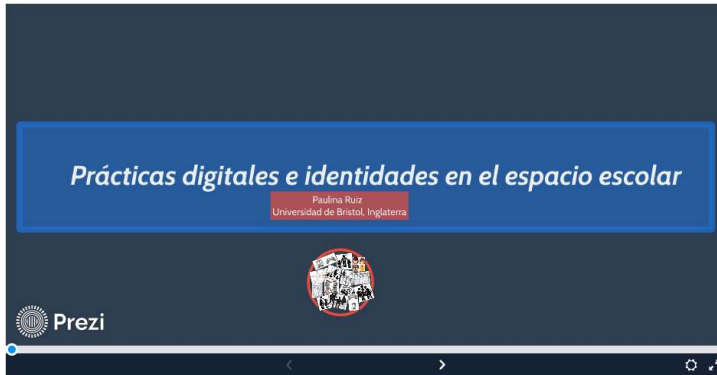 Prácticas digitales e identidades en el espacio escolar
Paulina Ruiz
Universidad de Bristol, Inglaterra
Prezi